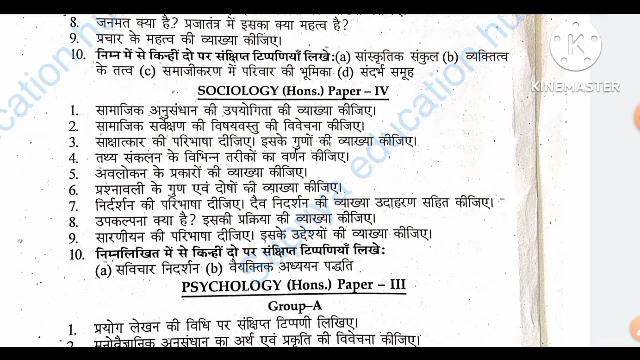 8. जनमत क्या है? प्रजातंत्र में इसका क्या महत्व है?
9. प्रचार के महत्व की व्याख्या कीजिए।
10. निम्न में से किन्हीं दो पर संक्षिप्त टिप्पणियाँ लिखे: (a) सांस्कृतिक संकुल (b) व्यक्तित्व
के तत्व (c) समाजीकरण में परिवार की भूमिका (d) संदर्भ समूह
SOCIOLOGY (Hons.) Paper - IV
1. सामाजिक अनुसंधान की उपयोगिता की व्याख्या कीजिए।
2. सामाजिक सर्वेक्षण की विषयवस्तु की विवेचना कीजिए।
3. साक्षात्कार की परिभाषा दीजिए। इसके गुणों की व्याख्या कीजिए।
4. तथ्य संकलन के विभिन्न तरीकों का वर्णन कीजिए।
5. अवलोकन के प्रकारों की व्याख्या कीजिए।
6. प्रश्नावली के गुण एवं दोषों की व्याख्या कीजिए।
7. निर्दर्शन की परिभाषा दीजिए। दैव निदर्शन की व्याख्या उदाहरण सहित कीजिए।
8. उपकल्पना क्या है? इसकी प्रक्रिया की व्याख्या कीजिए।
9. सारणीयन की परिभाषा दीजिए। इसके उद्देश्यों की व्याख्या कीजिए।
10. निम्नलिखित में से किन्हीं दो पर संक्षिप्त टिप्पणियाँ लिखे:
(a) सविचार निदर्शन (b) वैयक्तिक अध्ययन पद्धति
PSYCHOLOGY (Hons.) Paper - III
Group-A
1. प्रयोग लेखन की विधि पर संक्षिप्त टिप्पणी लिखिए।
2. मनोवैज्ञानिक अनुसंधान का अर्थ एवं प्रकृति की विवेचना कीजिए।
KINEMASTER